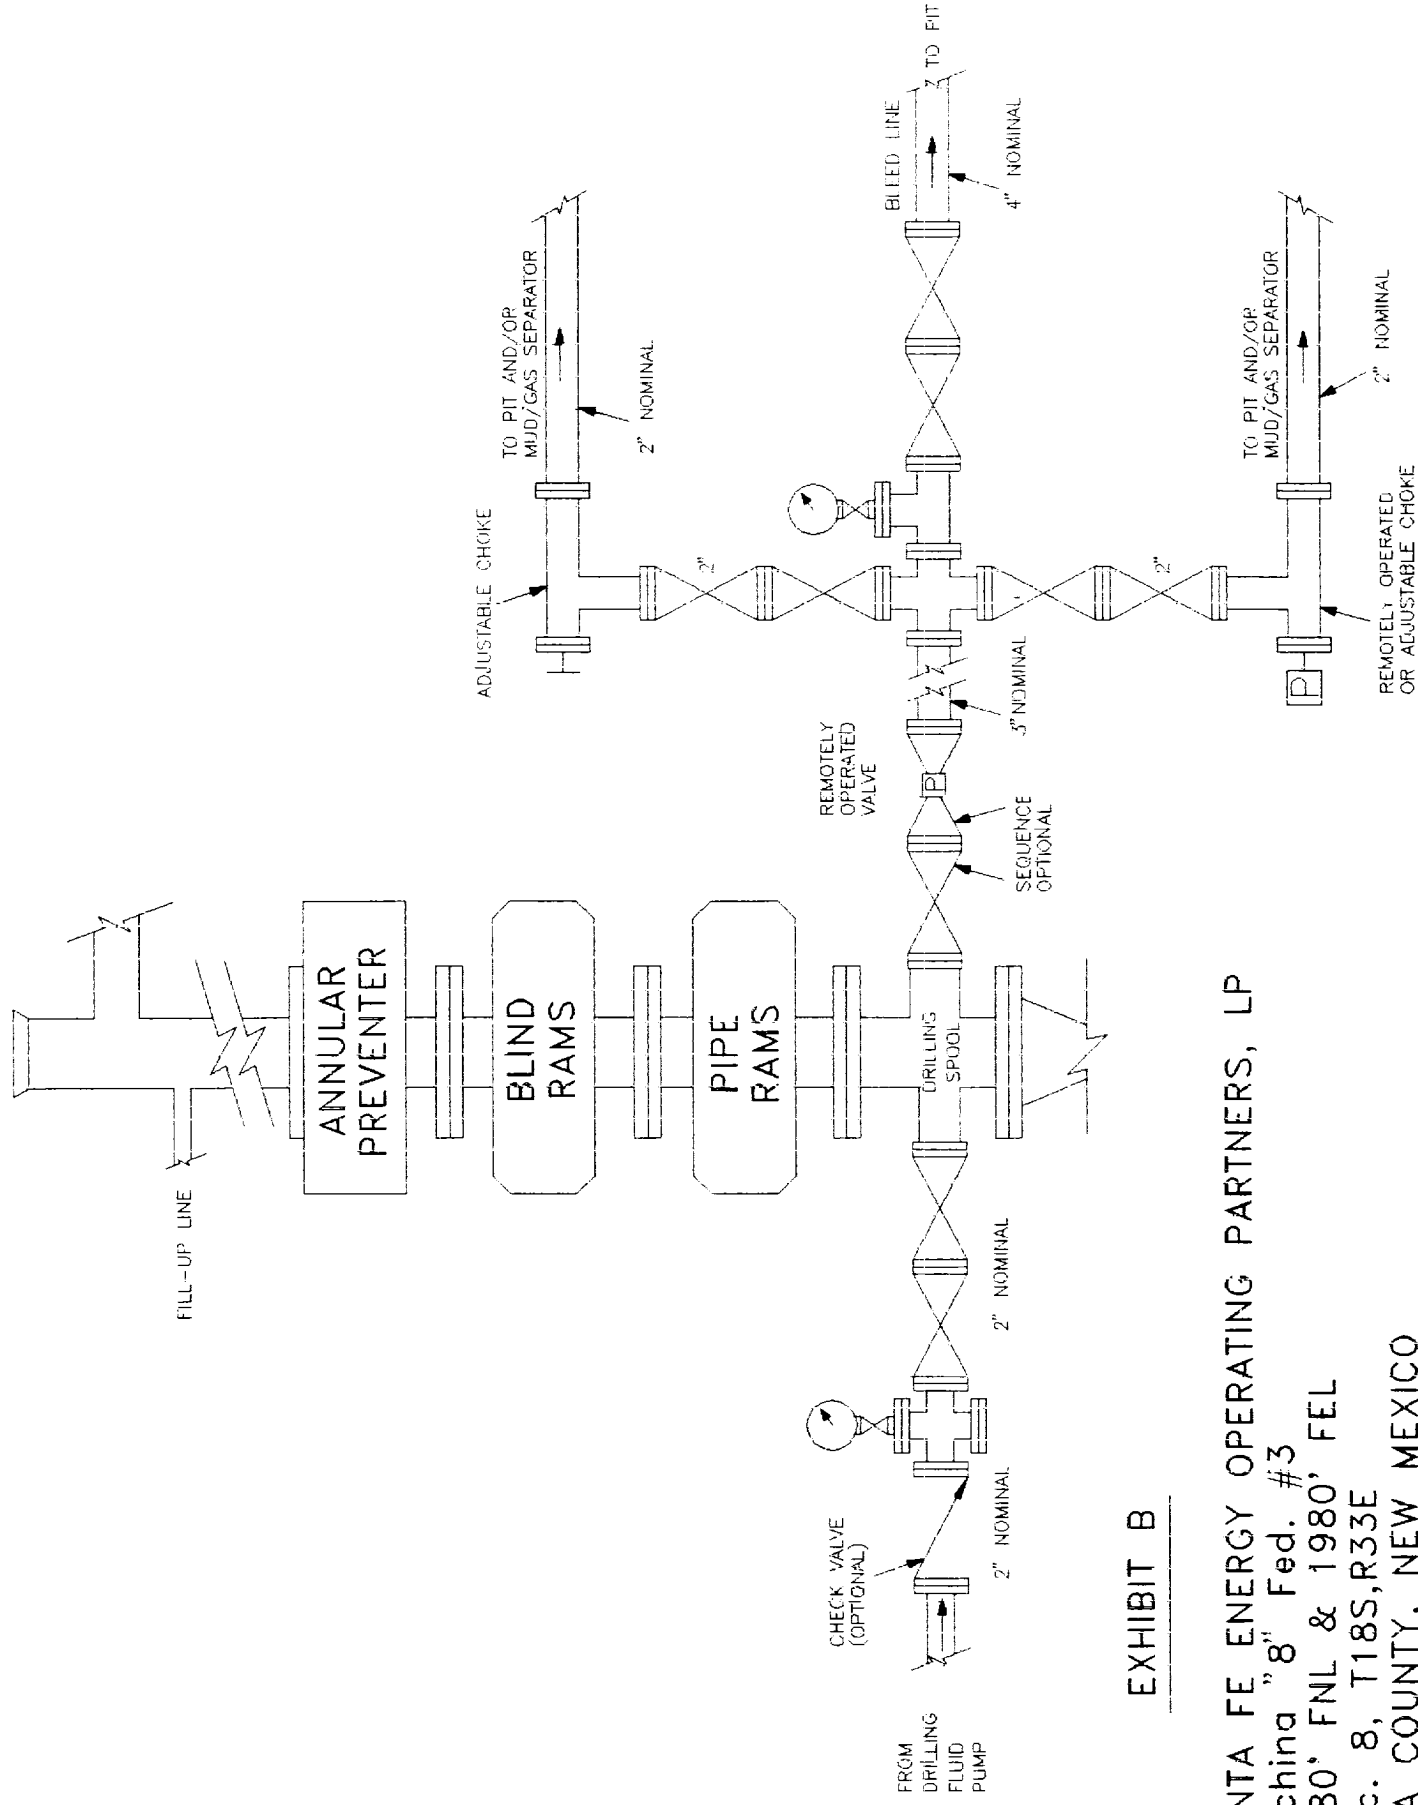 FILL-UP LINE
ANNULAR
PREVENTER
BLIND
RAMS
PIPE
RAMS
DRILLING
SPOOL
ADJUSTABLE CHOKE
TO PIT AND/OR
MUD/GAS SEPARATOR
2" NOMINAL
2"
BLEED LINE
TO PIT
4" NOMINAL
REMOTELY
OPERATED
VALVE
P
3" NOMINAL
SEQUENCE
OPTIONAL
2"
TO PIT AND/OR
MUD/GAS SEPARATOR
2" NOMINAL
P
REMOTELY OPERATED
OR ADJUSTABLE CHOKE
2" NOMINAL
CHECK VALVE
(OPTIONAL)
2" NOMINAL
FROM
DRILLING
FLUID
PUMP
EXHIBIT B
FE ENERGY OPERATING PARTNERS, LP
"8" Fed. #3
FNL & 1980' FEL
8, T18S,R33E
COUNTY, NEW MEXICO